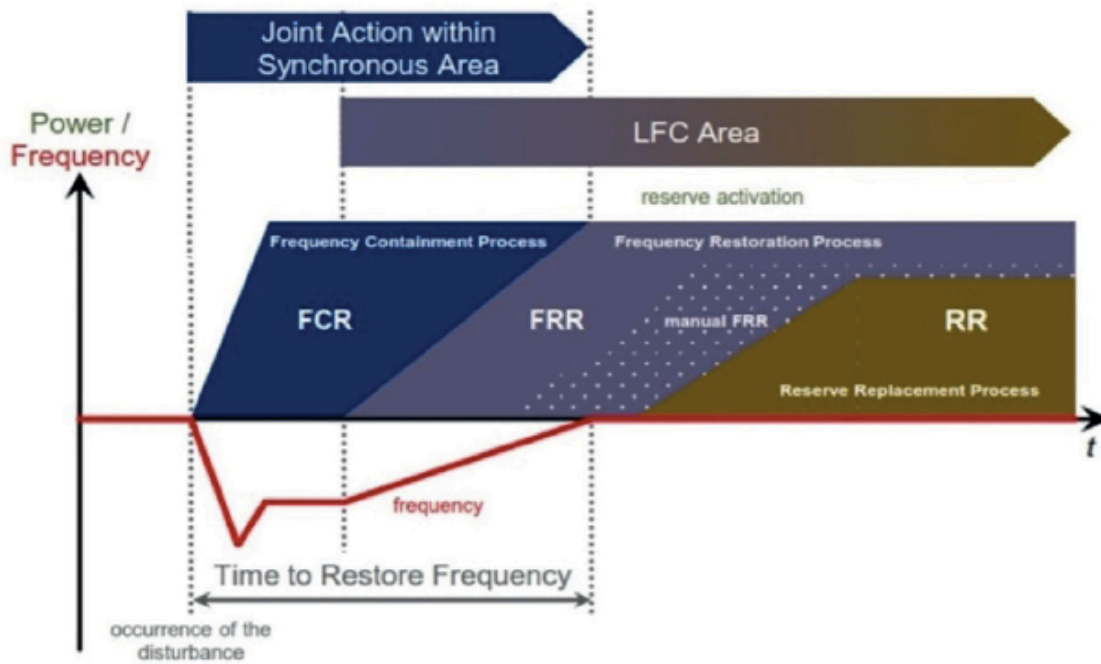 Joint Action within
Synchronous Area
LFC Area
Power /
Frequency
reserve activation
Frequency Containment Process
Frequency Restoration Process
FCR
FRR
manual FRR
RR
Reserve Replacement Process
t
frequency
Time to Restore Frequency
occurrence of the
disturbance